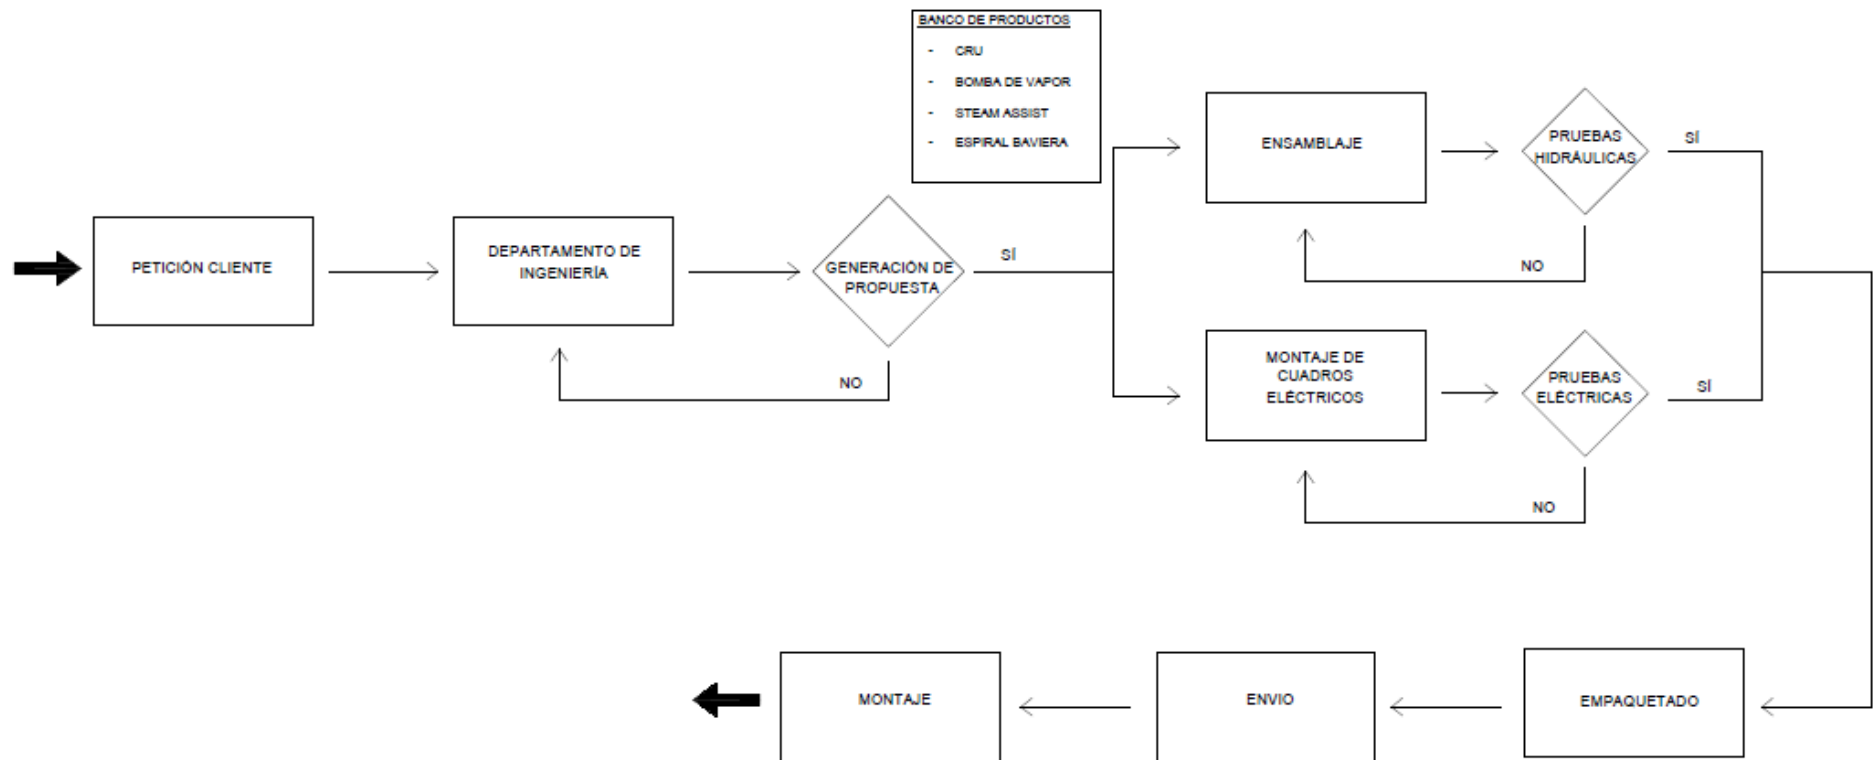 BANCO DE PRODUCTOS
- CRU
- BOMBA DE VAPOR
- STEAM ASSIST
- ESPIRAL BAVIERA
PETICIÓN CLIENTE
DEPARTAMENTO DE
INGENIERÍA
GENERACIÓN DE
PROPUESTA
SÍ
NO
ENSAMBLAJE
PRUEBAS
HIDRÁULICAS
SÍ
NO
MONTAJE DE
CUADROS
ELÉCTRICOS
PRUEBAS
ELÉCTRICAS
SÍ
NO
EMPAQUETADO
ENVIO
MONTAJE